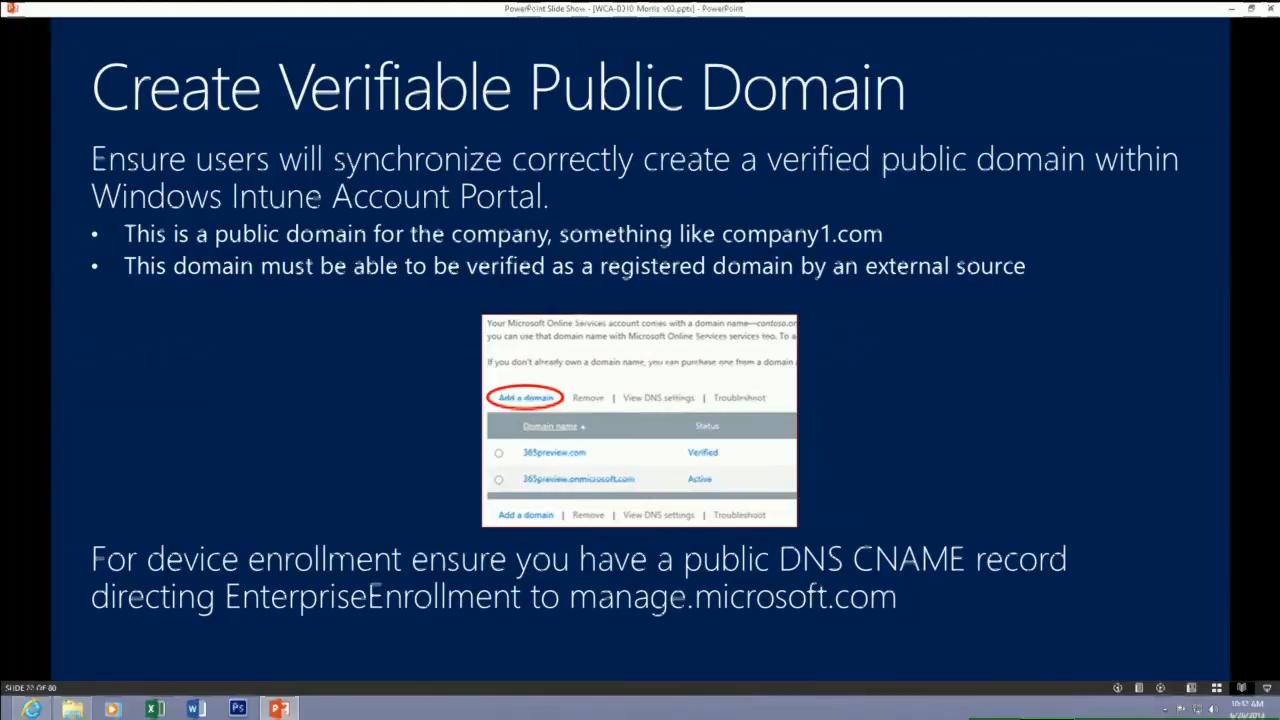 PowerPoint Slide Show - [WCA-B310 Morris v03.pptx] - PowerPoint
Create Verifiable Public Domain
Ensure users will synchronize correctly create a verified public domain within
Windows Intune Account Portal.
• This is a public domain for the company, something like company1.com
• This domain must be able to be verified as a registered domain by an external source
Your Microsoft Online Services account comes with a domain name—contoso.on
you can use that domain name with Microsoft Online Services services too. To a
If you don't already own a domain name, you can purchase one from a domain
Add a domain Remove | View DNS settings | Troubleshoot
Domain name Status
365preview.com Verified
365preview.onmicrosoft.com Active
Add a domain | Remove | View DNS settings | Troubleshoot
For device enrollment ensure you have a public DNS CNAME record
directing EnterpriseEnrollment to manage.microsoft.com
SLIDE 22 OF 80